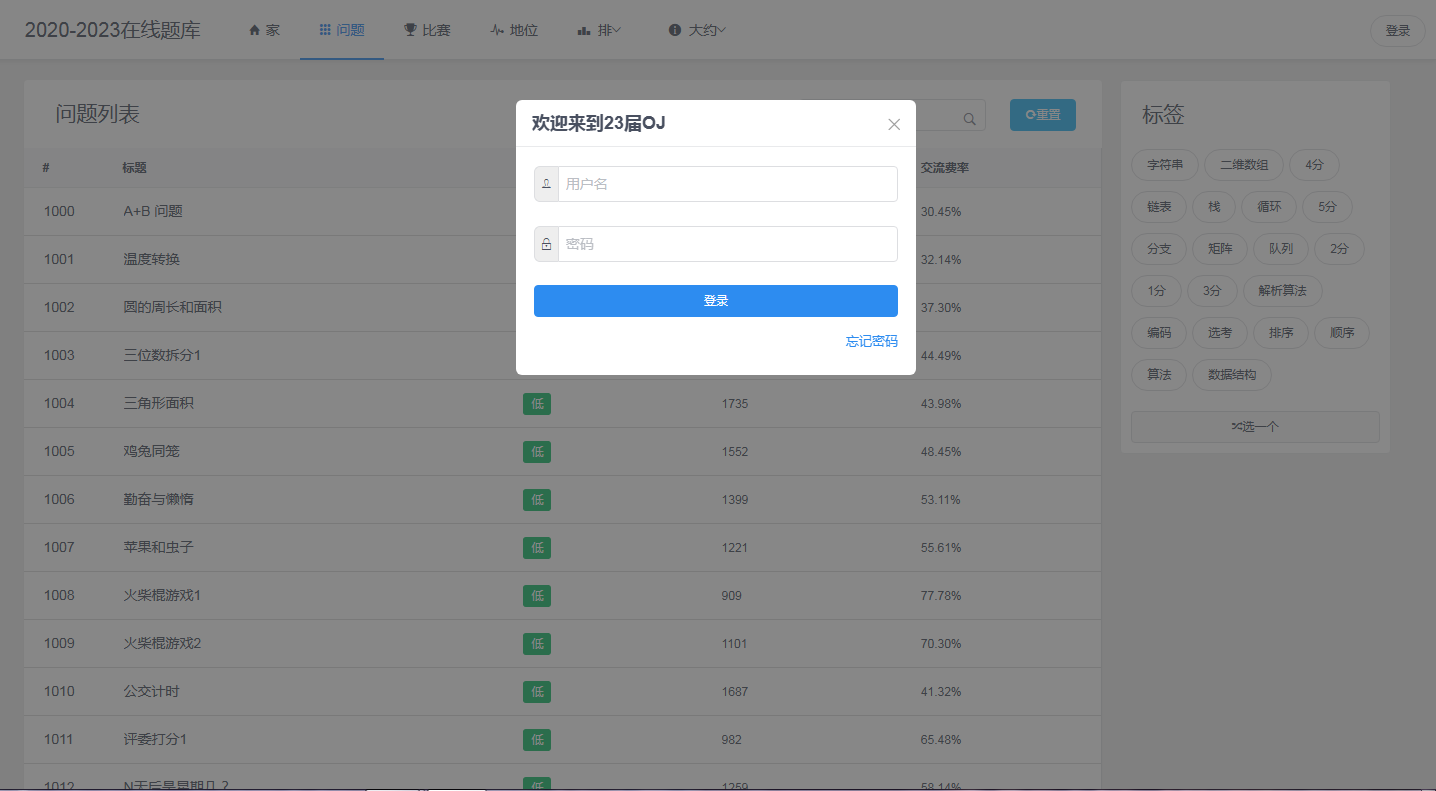 2020-2023在线题库 家 问题 比赛 地位 排 大约 登录
问题列表 重置
# 标题 交流费率
1000 A+B 问题 30.45%
1001 温度转换 32.14%
1002 圆的周长和面积 37.30%
1003 三位数拆分1 44.49%
1004 三角形面积 低 1735 43.98%
1005 鸡兔同笼 低 1552 48.45%
1006 勤奋与懒惰 低 1399 53.11%
1007 苹果和虫子 低 1221 55.61%
1008 火柴棍游戏1 低 909 77.78%
1009 火柴棍游戏2 低 1101 70.30%
1010 公交计时 低 1687 41.32%
1011 评委打分1 低 982 65.48%
1012 N天后是星期几? 低 1259 58.14%
欢迎来到23届OJ
用户名
密码
登录
忘记密码
标签
字符串 二维数组 4分
链表 栈 循环 5分
分支 矩阵 队列 2分
1分 3分 解析算法
编码 选考 排序 顺序
算法 数据结构
选一个